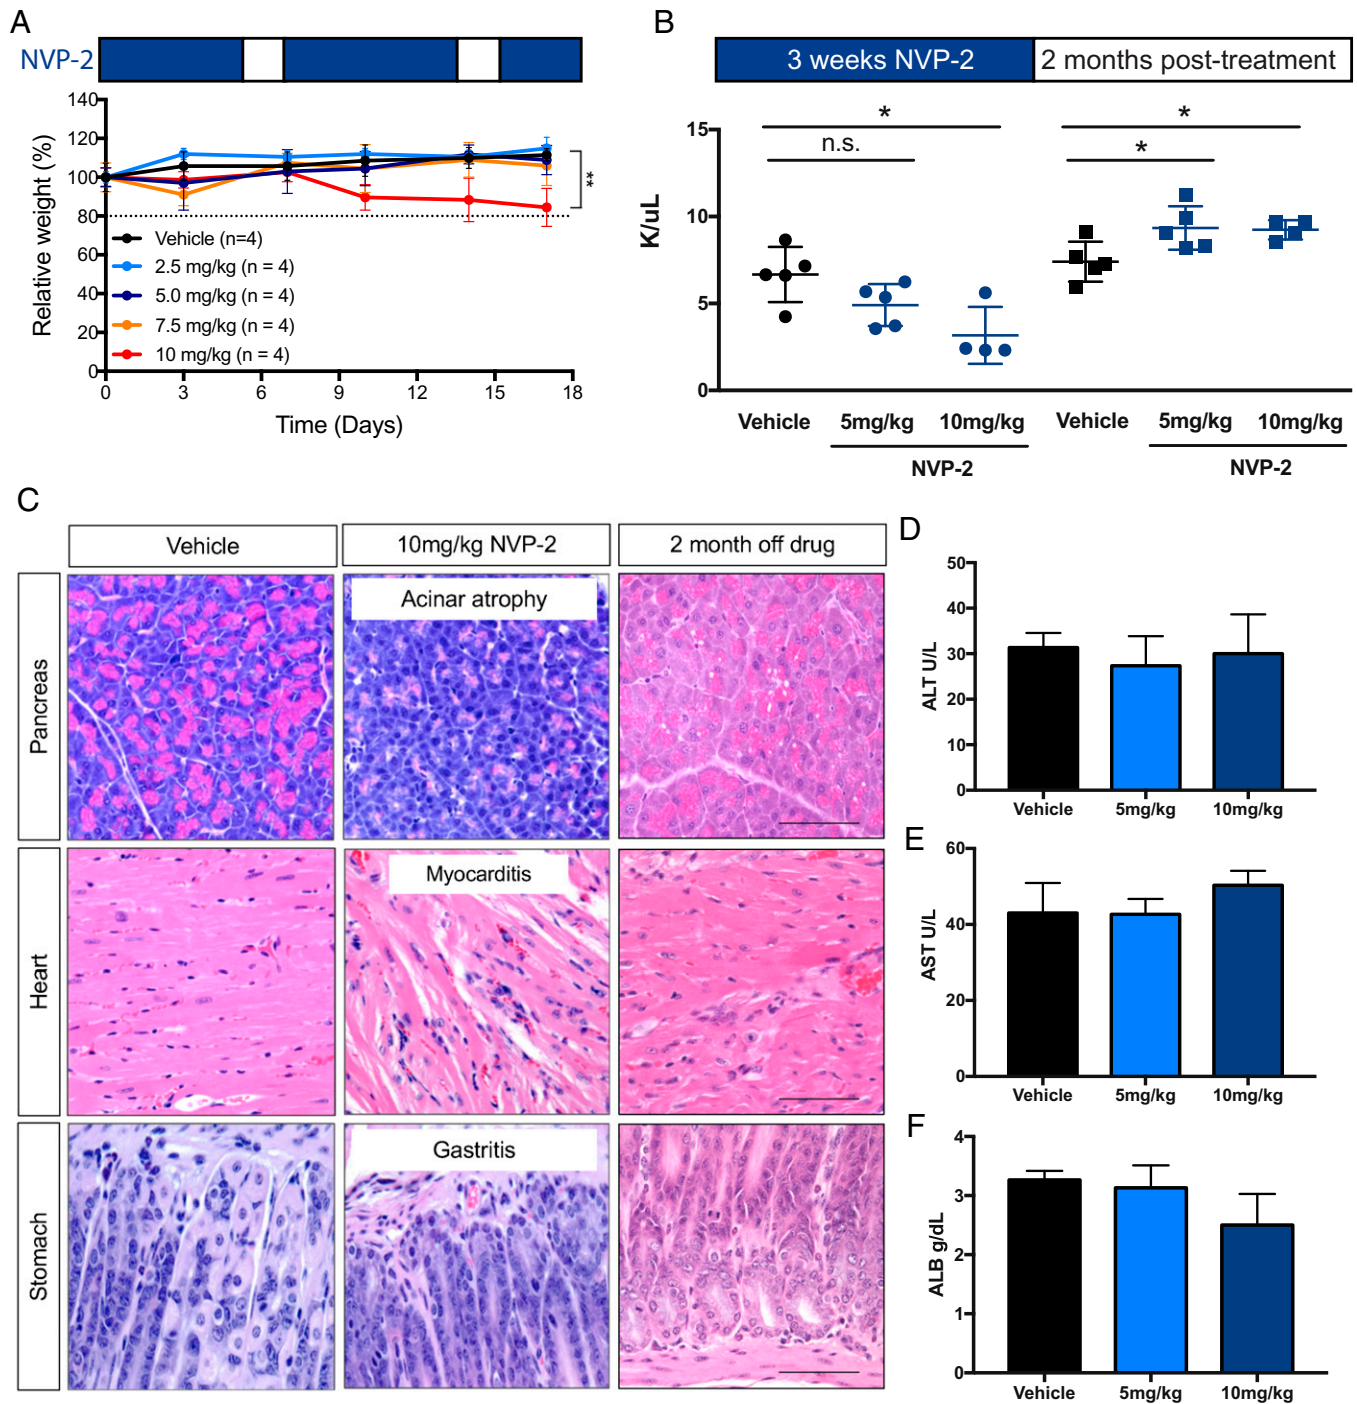 A
NVP-2
140
120
100
80
60
40
20
0
Relative weight (%)
**
Vehicle (n=4)
2.5 mg/kg (n = 4)
5.0 mg/kg (n = 4)
7.5 mg/kg (n = 4)
10 mg/kg (n = 4)
0 3 6 9 12 15 18
Time (Days)
B
3 weeks NVP-2 2 months post-treatment
15
10
5
0
K/uL
* *
n.s. *
Vehicle 5mg/kg 10mg/kg Vehicle 5mg/kg 10mg/kg
NVP-2 NVP-2
C
Vehicle 10mg/kg NVP-2 2 month off drug
Pancreas
Acinar atrophy
Heart
Myocarditis
Stomach
Gastritis
D
50
40
30
20
10
0
ALT U/L
Vehicle 5mg/kg 10mg/kg
E
60
40
20
0
AST U/L
Vehicle 5mg/kg 10mg/kg
F
4
3
2
1
0
ALB g/dL
Vehicle 5mg/kg 10mg/kg